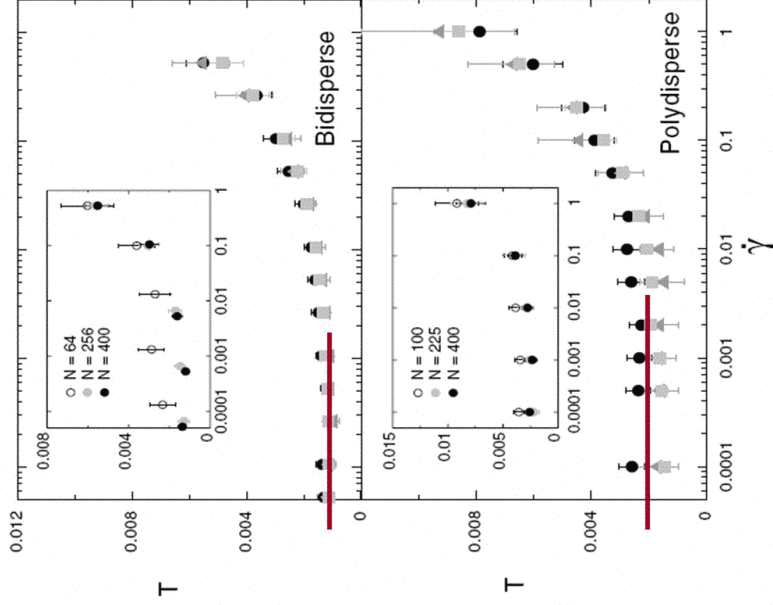 0.012
0.008
0.004
0
T
0.008
0.004
0
N = 64
N = 256
N = 400
0.0001 0.001 0.01 0.1 1
Bidisperse
0.008
0.004
0
T
0.015
0.01
0.005
0
N = 100
N = 225
N = 400
0.0001 0.001 0.01 0.1 1
Polydisperse
0.0001 0.001 0.01 0.1 1
γ̇